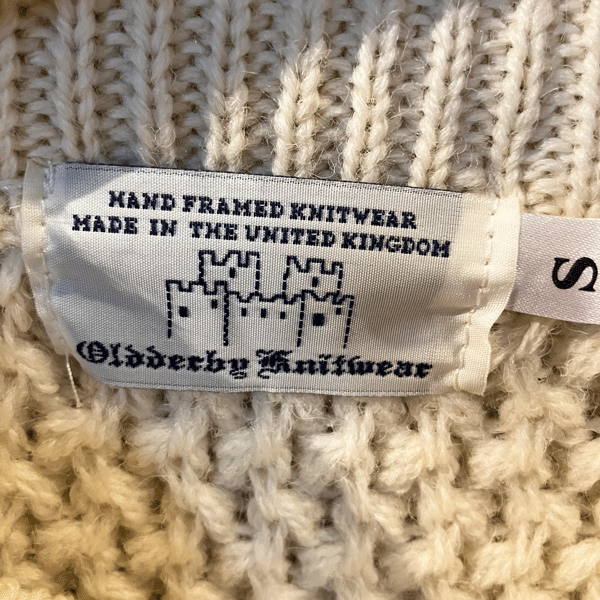 HAND FRAMED KNITWEAR
MADE IN THE UNITED KINGDOM
Oldderby Knitwear
S